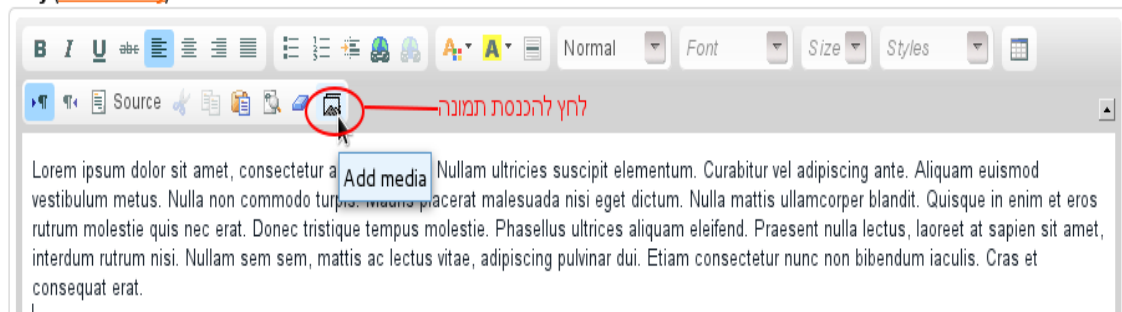 B I U abc Normal Font Size Styles
Source לחץ להכנסת תמונה
Add media
Lorem ipsum dolor sit amet, consectetur a Nullam ultricies suscipit elementum. Curabitur vel adipiscing ante. Aliquam euismod
vestibulum metus. Nulla non commodo turpis. Mauris placerat malesuada nisi eget dictum. Nulla mattis ullamcorper blandit. Quisque in enim et eros
rutrum molestie quis nec erat. Donec tristique tempus molestie. Phasellus ultrices aliquam eleifend. Praesent nulla lectus, laoreet at sapien sit amet,
interdum rutrum nisi. Nullam sem sem, mattis ac lectus vitae, adipiscing pulvinar dui. Etiam consectetur nunc non bibendum iaculis. Cras et
consequat erat.